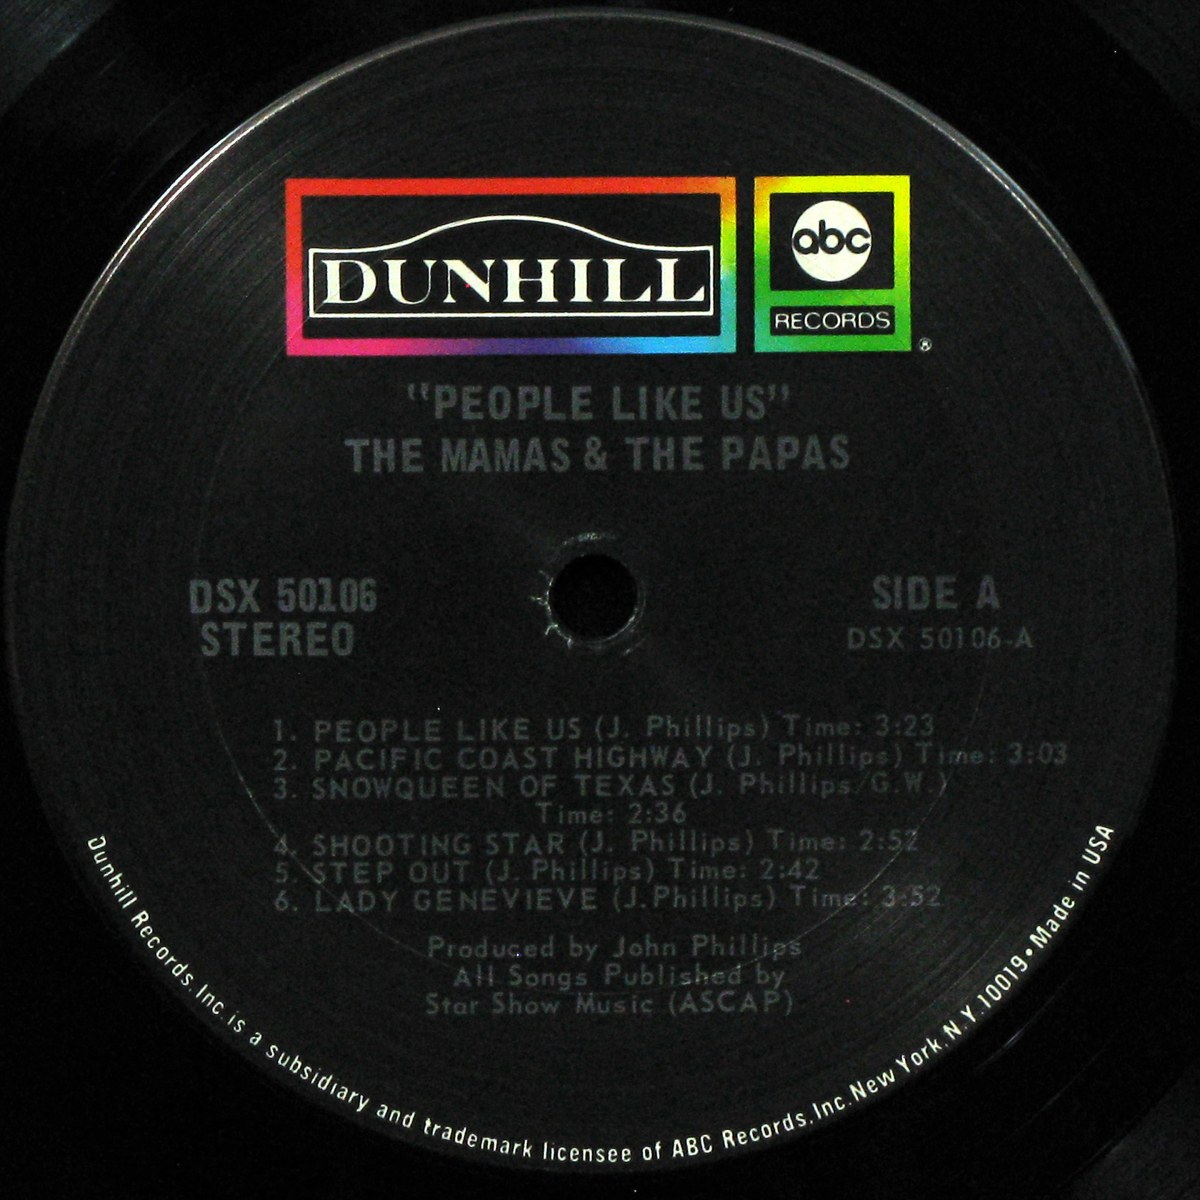 DUNHILL
abc
RECORDS
®
"PEOPLE LIKE US"
THE MAMAS & THE PAPAS
DSX 50106
STEREO
SIDE A
DSX 50106-A
1. PEOPLE LIKE US (J. Phillips) Time: 3:23
2. PACIFIC COAST HIGHWAY (J. Phillips) Time: 3:03
3. SNOWQUEEN OF TEXAS (J. Phillips/G.W.)
Time: 2:36
4. SHOOTING STAR (J. Phillips) Time: 2:52
5. STEP OUT (J. Phillips) Time: 2:42
6. LADY GENEVIEVE (J. Phillips) Time: 3:52
Produced by John Phillips
All Songs Published by
Star Show Music (ASCAP)
Dunhill Records, Inc. is a subsidiary and trademark licensee of ABC Records, Inc. New York, N.Y. 10019 • Made in USA